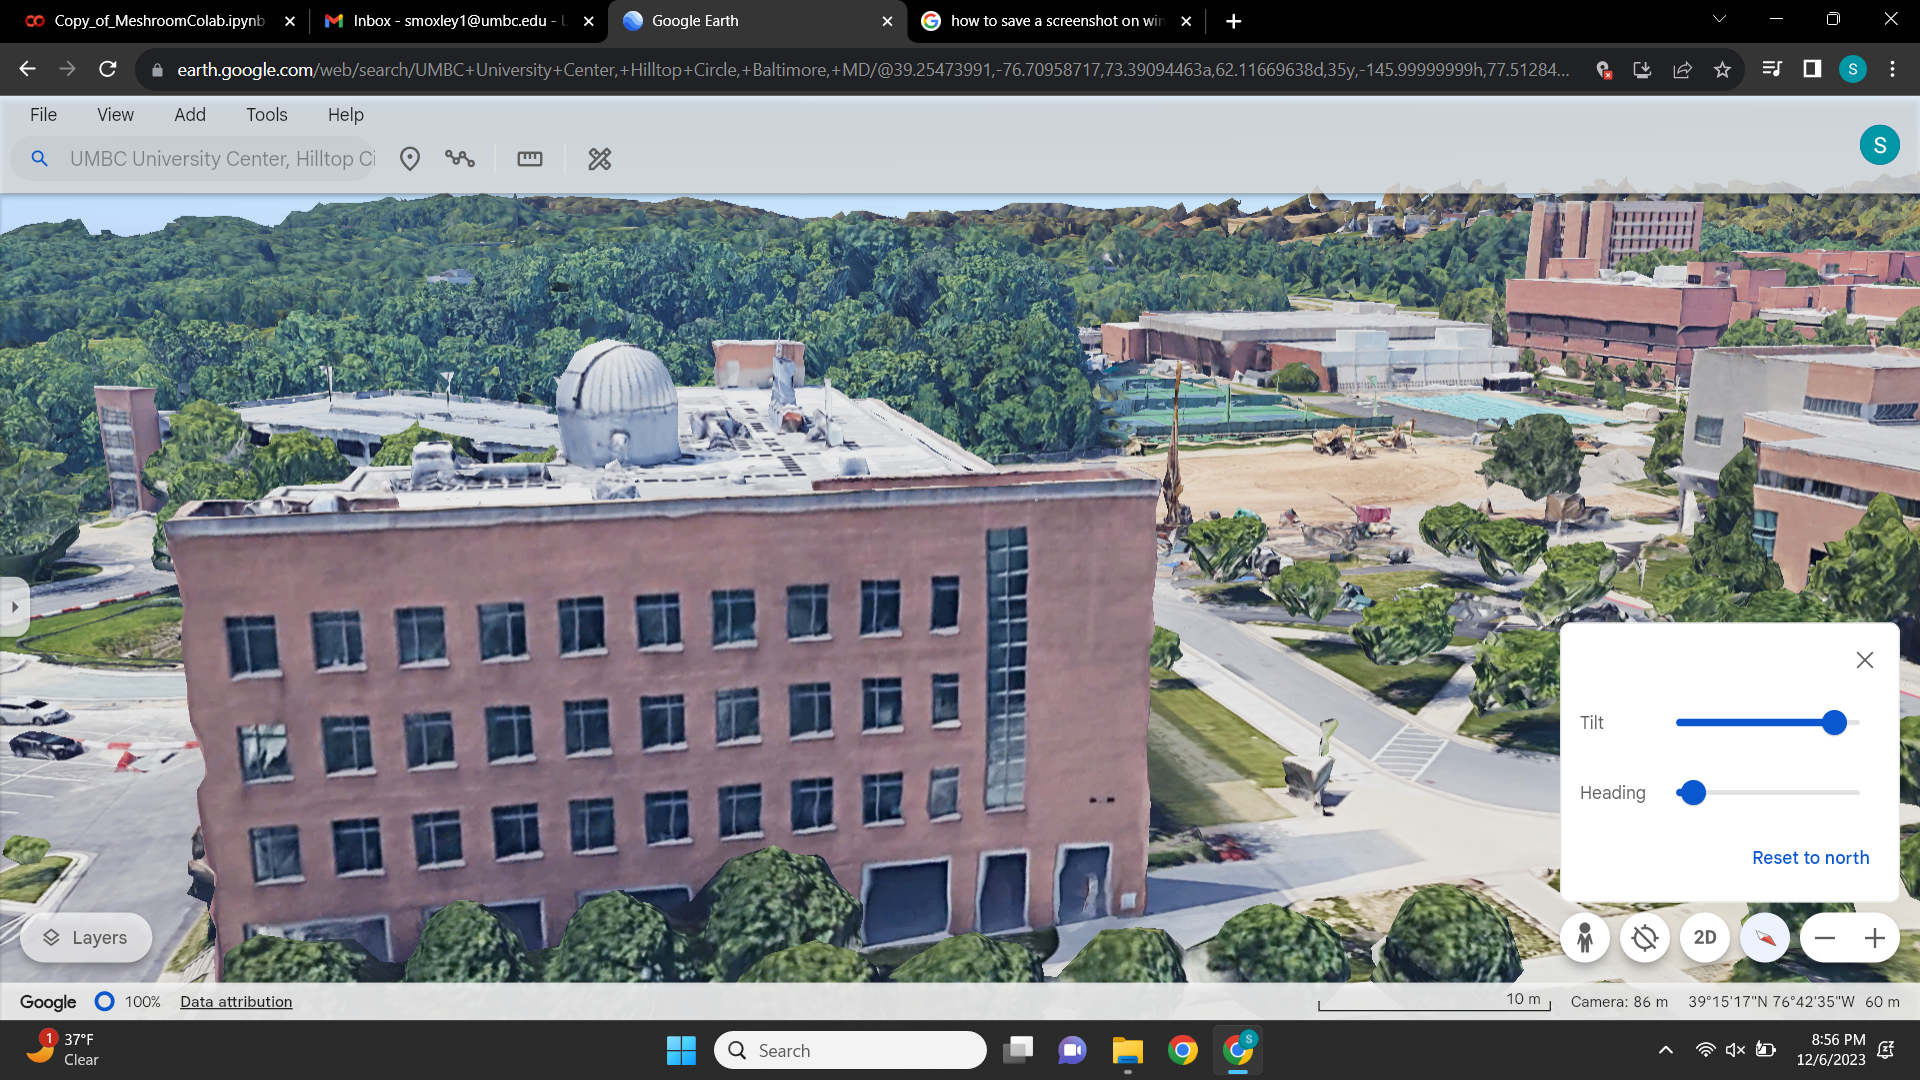 Copy_of_MeshroomColab.ipynb
Inbox - smoxley1@umbc.edu - U
Google Earth
how to save a screenshot on win
earth.google.com/web/search/UMBC+University+Center,+Hilltop+Circle,+Baltimore,+MD/@39.25473991,-76.70958717,73.39094463a,62.11669638d,35y,-145.99999999h,77.51284...
S
File View Add Tools Help
UMBC University Center, Hilltop Ci
S
Tilt
Heading
Reset to north
Layers
2D
Google 100% Data attribution
10 m
Camera: 86 m 39°15'17"N 76°42'35"W 60 m
1
37°F
Clear
Search
S
8:56 PM
12/6/2023